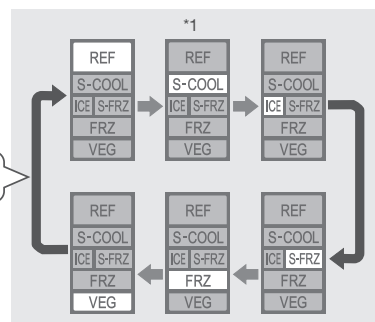 *1
REF REF REF
S-COOL S-COOL S-COOL
ICE S-FRZ ICE S-FRZ ICE S-FRZ
FRZ FRZ FRZ
VEG VEG VEG
REF REF REF
S-COOL S-COOL S-COOL
ICE S-FRZ ICE S-FRZ ICE S-FRZ
FRZ FRZ FRZ
VEG VEG VEG